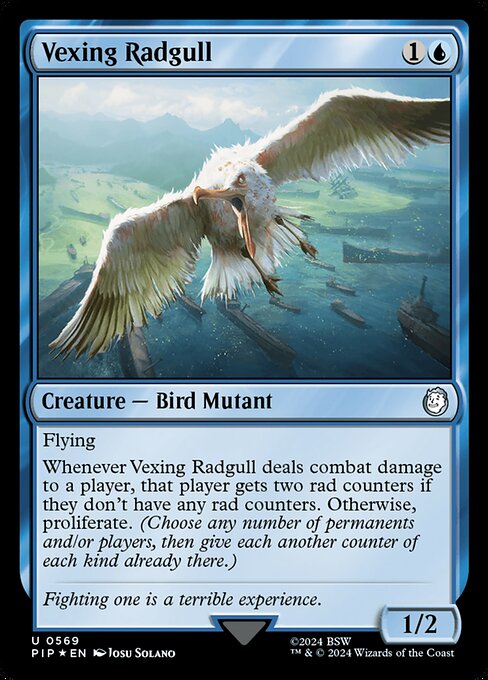 Vexing Radgull 1
Creature — Bird Mutant
Flying
Whenever Vexing Radgull deals combat damage
to a player, that player gets two rad counters if
they don't have any rad counters. Otherwise,
proliferate. (Choose any number of permanents
and/or players, then give each another counter of
each kind already there.)
Fighting one is a terrible experience.
1/2
U 0569
PIP ★ EN Josu Solano
©2024 BSW
™ & © 2024 Wizards of the Coast